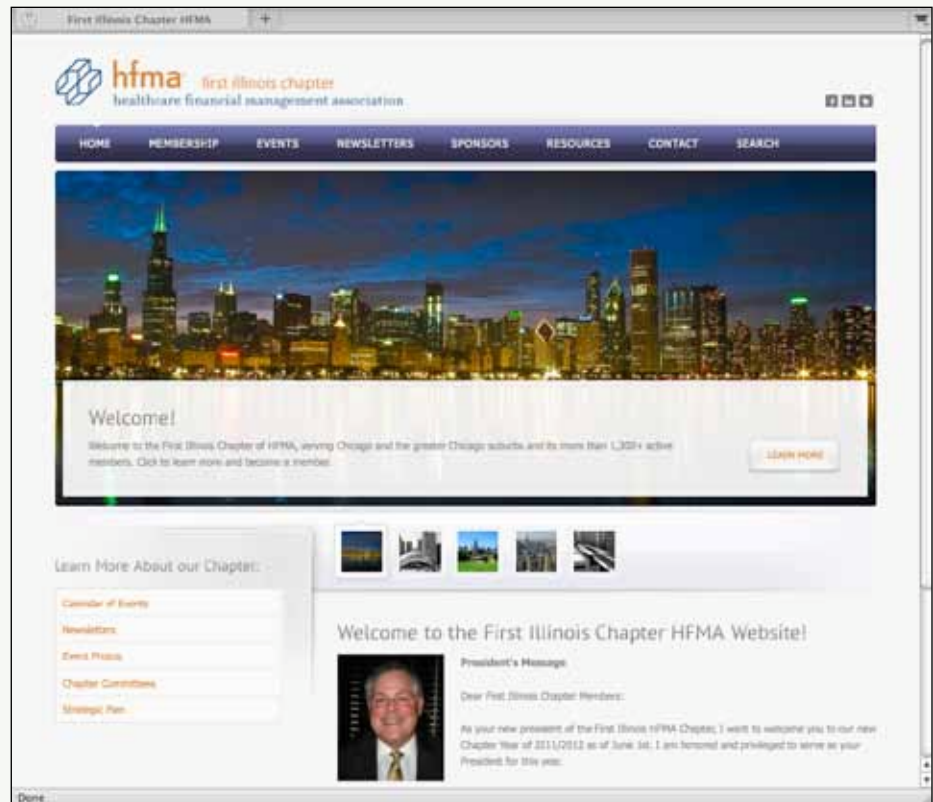 First Illinois Chapter HFMA
+
hfma first illinois chapter
healthcare financial management association
HOME MEMBERSHIP EVENTS NEWSLETTERS SPONSORS RESOURCES CONTACT SEARCH
Welcome!
Welcome to the First Illinois Chapter of HFMA, serving Chicago and the greater Chicago suburbs and its more than 1,300+ active
members. Click to learn more and become a member.
LEARN MORE
Learn More About our Chapter:
Calendar of Events
Newsletters
Event Photos
Chapter Committees
Strategic Plan
Welcome to the First Illinois Chapter HFMA Website!
President's Message
Dear First Illinois Chapter Members:
As your new president of the First Illinois HFMA Chapter, I want to welcome you to our new
Chapter Year of 2011/2012 as of June 1st. I am honored and privileged to serve as your
President for this year.
Done